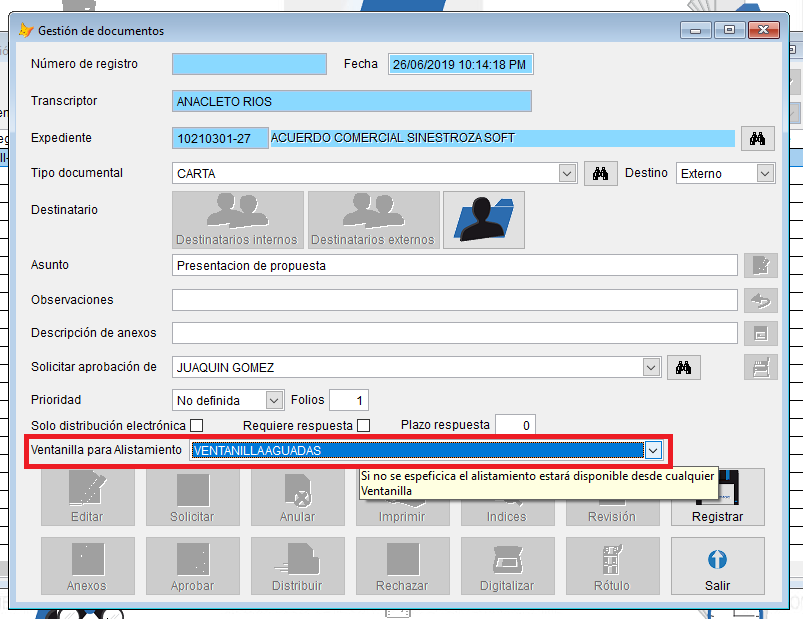 Gestión de documentos
Número de registro
Fecha 26/06/2019 10:14:18 PM
Transcriptor ANACLETO RIOS
Expediente 10210301-27 ACUERDO COMERCIAL SINESTROZA SOFT
Tipo documental CARTA Destino Externo
Destinatario Destinatarios internos Destinatarios externos
Asunto Presentacion de propuesta
Observaciones
Descripción de anexos
Solicitar aprobación de JUAQUIN GOMEZ
Prioridad No definida Folios 1
Solo distribución electrónica Requiere respuesta Plazo respuesta 0
Ventanilla para Alistamiento VENTANILLAAGUADAS
Si no se espeficica el alistamiento estará disponible desde cualquier
Ventanilla
Editar Solicitar Anular Imprimir Indices Revisión Registrar
Anexos Aprobar Distribuir Rechazar Digitalizar Rótulo Salir